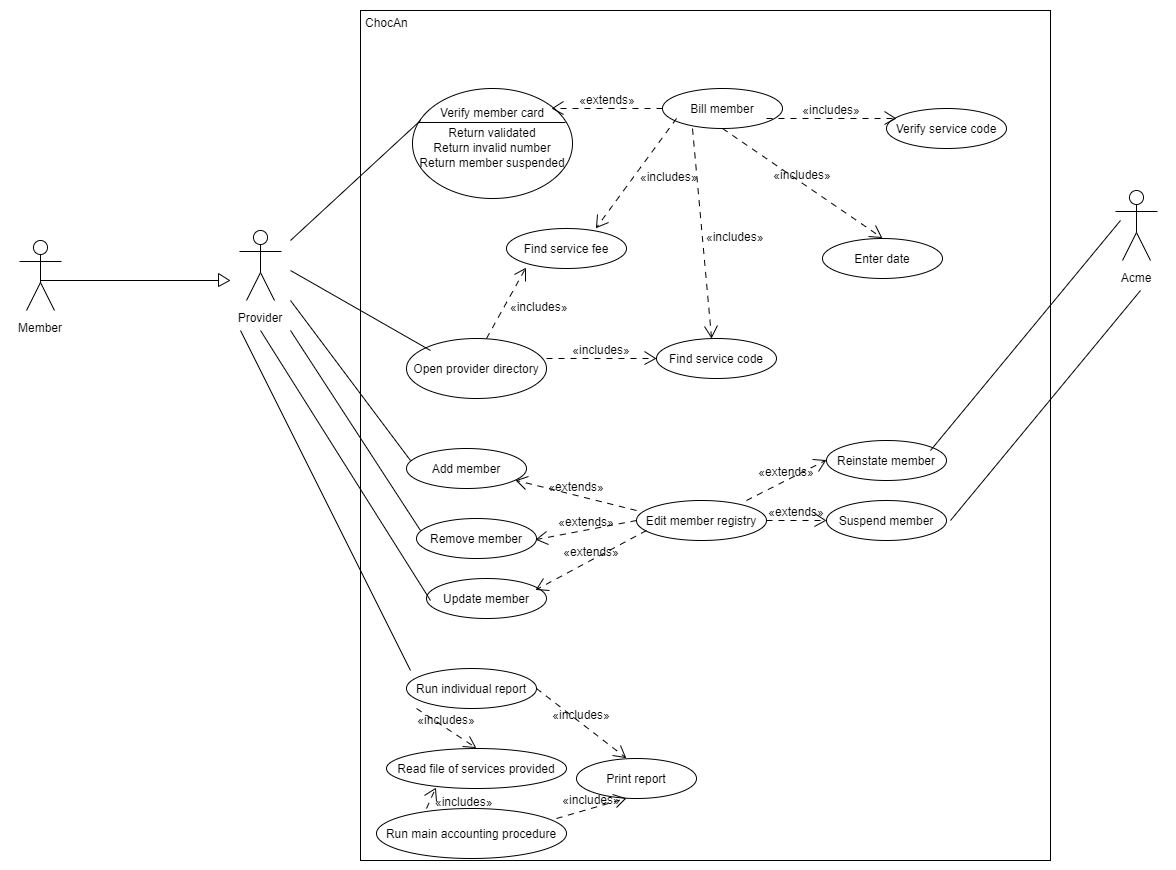 ChocAn
Verify member card
Return validated
Return invalid number
Return member suspended
«extends»
Bill member
«includes»
Verify service code
«includes»
«includes»
«includes»
Find service fee
Enter date
Member
Provider
Acme
«includes»
Open provider directory
«includes»
Find service code
Add member
«extends»
Remove member
«extends»
Update member
«extends»
Edit member registry
«extends»
Reinstate member
«extends»
Suspend member
Run individual report
«includes»
«includes»
Read file of services provided
Print report
«includes»
«includes»
Run main accounting procedure